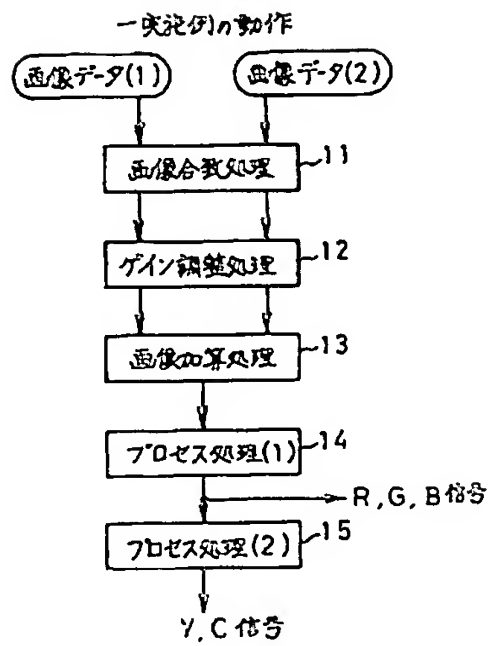 一実施例の動作
画像データ(1)
画像データ(2)
画像合致処理
11
ゲイン調整処理
12
画像加算処理
13
プロセス処理(1)
14
R, G, B信号
プロセス処理(2)
15
Y, C 信号